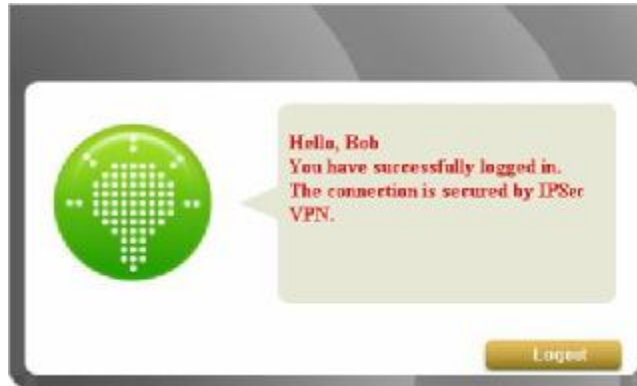 Hello, Bob
You have successfully logged in.
The connection is secured by IPSec
VPN.
Logout